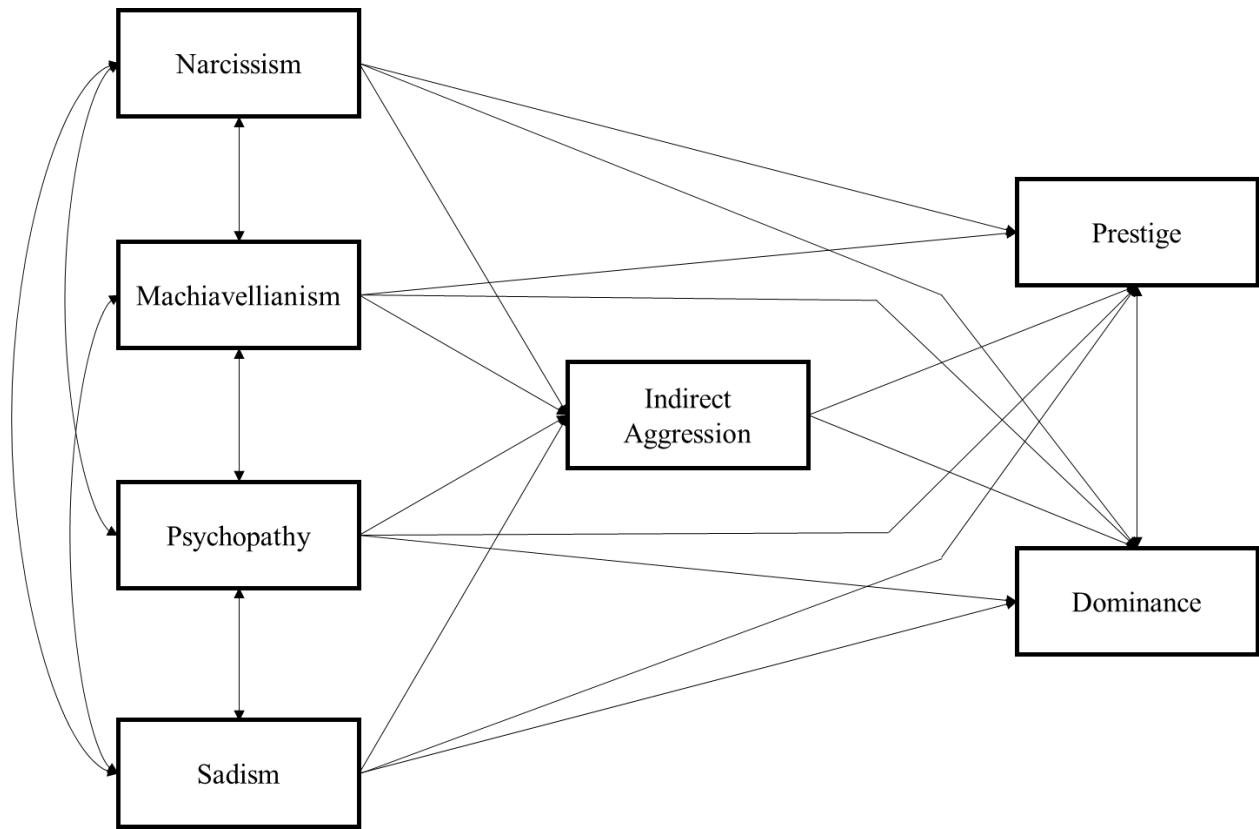 Narcissism
Machiavellianism
Psychopathy
Sadism
Indirect
Aggression
Prestige
Dominance